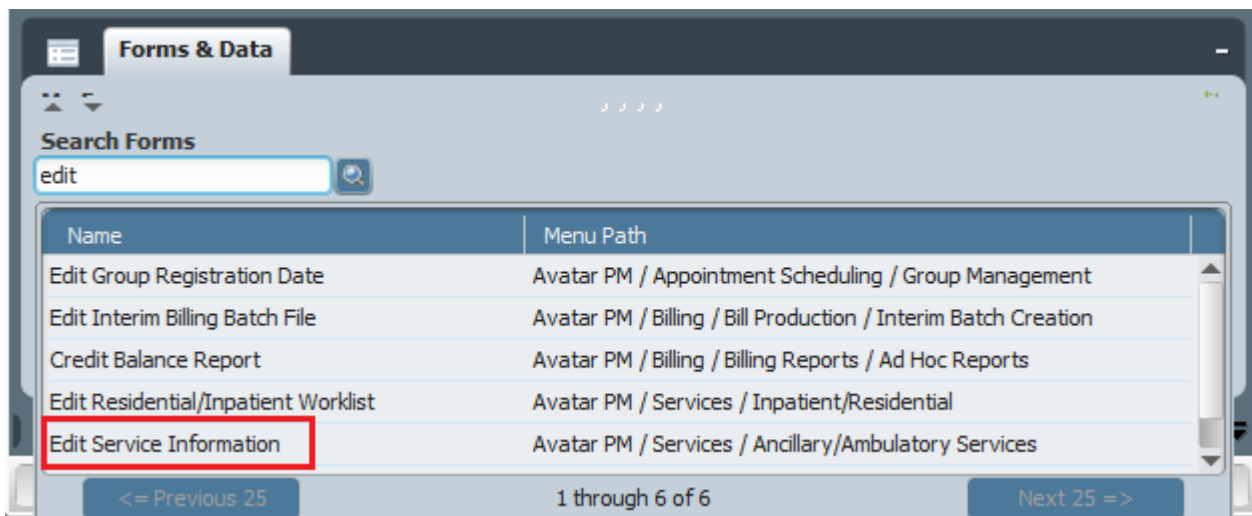 Forms & Data
Search Forms
edit
Name Menu Path
Edit Group Registration Date Avatar PM / Appointment Scheduling / Group Management
Edit Interim Billing Batch File Avatar PM / Billing / Bill Production / Interim Batch Creation
Credit Balance Report Avatar PM / Billing / Billing Reports / Ad Hoc Reports
Edit Residential/Inpatient Worklist Avatar PM / Services / Inpatient/Residential
Edit Service Information Avatar PM / Services / Ancillary/Ambulatory Services
<= Previous 25 1 through 6 of 6 Next 25 =>